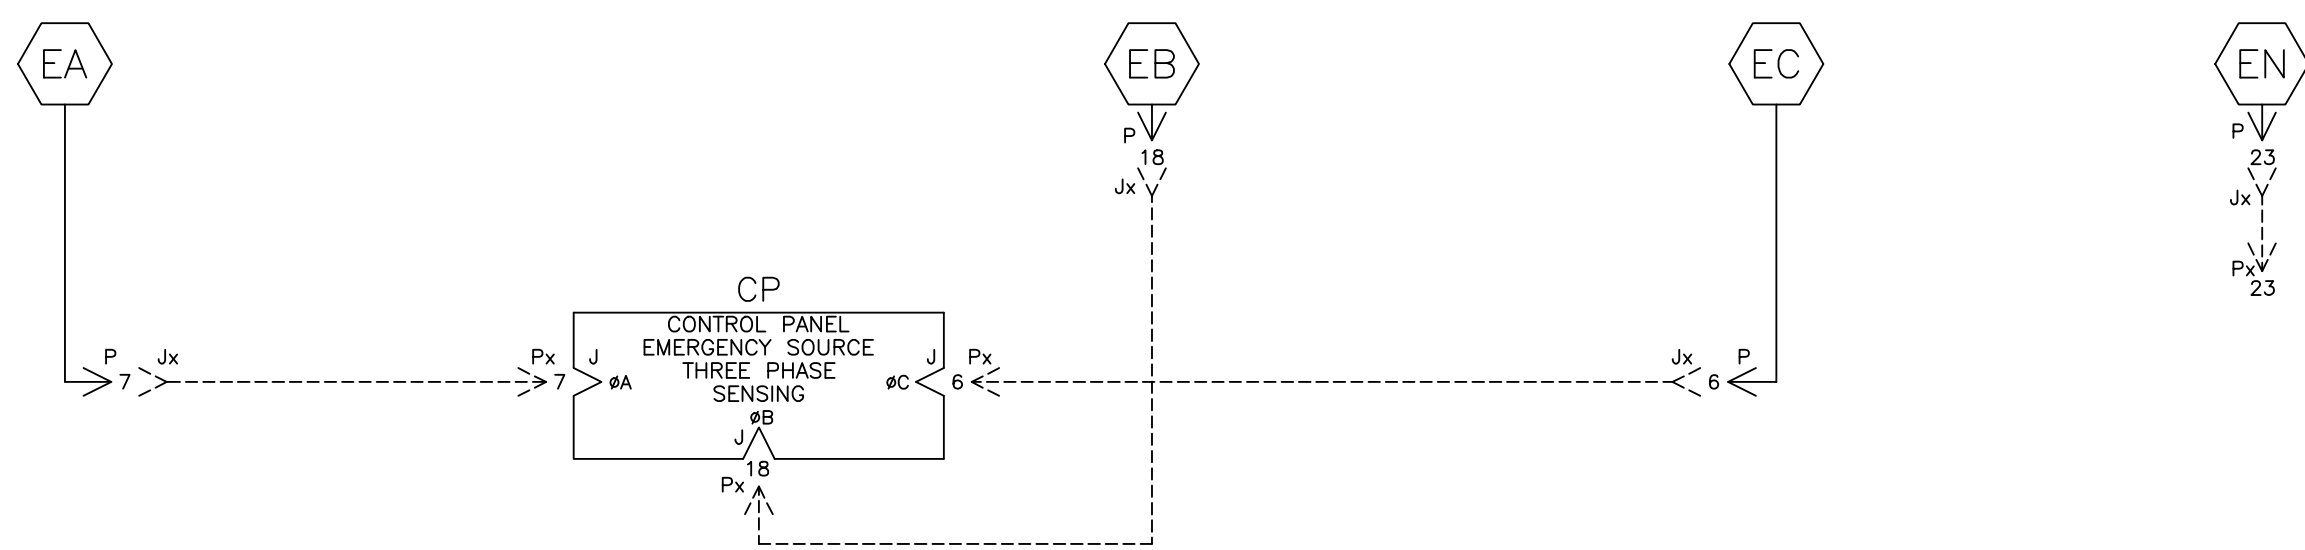 EA
EB
EC
EN
P
18
Jx
P
23
Jx
Px
23
CP
CONTROL PANEL
EMERGENCY SOURCE
THREE PHASE
SENSING
P
7
Jx
Px
7
J
øA
øB
J
18
Px
øC
J
6
Px
Jx
6
P